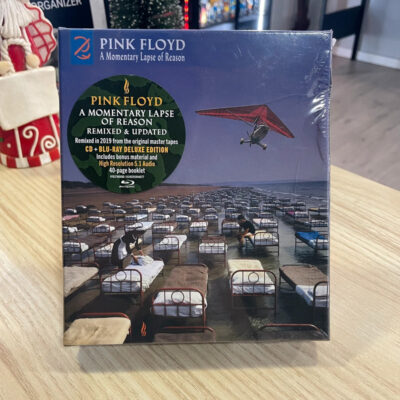 ORGANIZER
PINK FLOYD
A Momentary Lapse of Reason
PINK FLOYD
A MOMENTARY LAPSE
OF REASON
REMIXED & UPDATED
Remixed in 2019 from the original master tapes
CD + BLU-RAY DELUXE EDITION
Includes bonus material and
High Resolution 5.1 Audio
40-page booklet